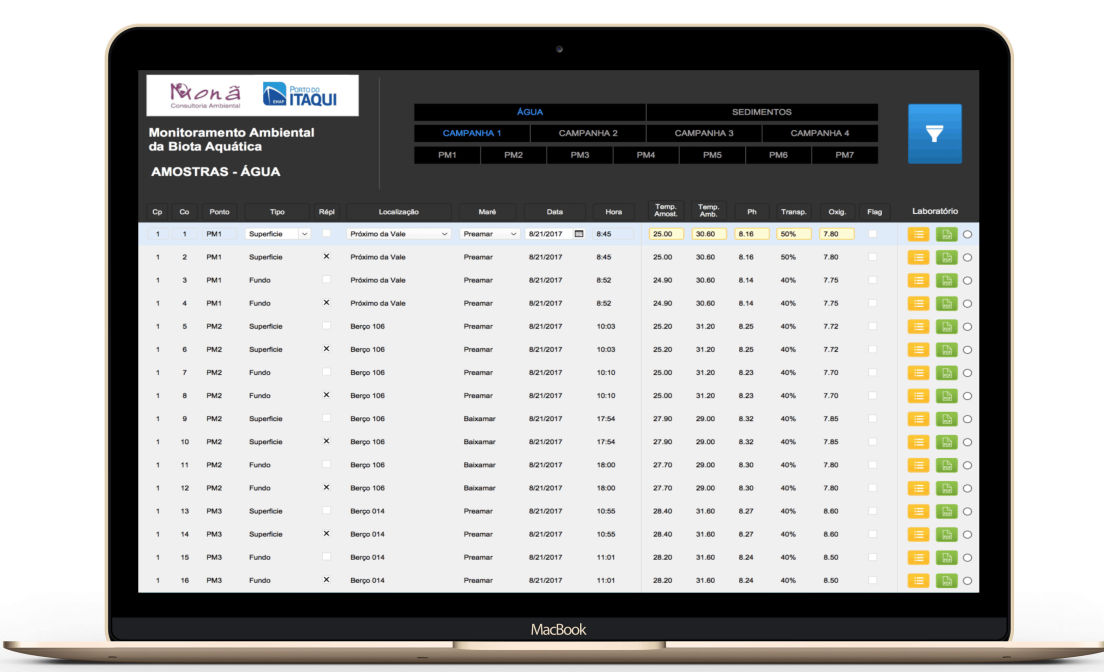 Monã
Consultoria Ambiental
EMAP
PORTO DO
ITAQUI
Monitoramento Ambiental
da Biota Aquática
AMOSTRAS - ÁGUA
ÁGUA SEDIMENTOS
CAMPANHA 1 CAMPANHA 2 CAMPANHA 3 CAMPANHA 4
PM1 PM2 PM3 PM4 PM5 PM6 PM7
Cp Co Ponto Tipo Répl Localização Maré Data Hora Temp. Amost. Temp. Amb. Ph Transp. Oxig. Flag Laboratório
1 1 PM1 Superfície Próximo da Vale Preamar 8/21/2017 8:45 25.00 30.60 8.16 50% 7.80
1 2 PM1 Superfície X Próximo da Vale Preamar 8/21/2017 8:45 25.00 30.60 8.16 50% 7.80
1 3 PM1 Fundo Próximo da Vale Preamar 8/21/2017 8:52 24.90 30.60 8.14 40% 7.75
1 4 PM1 Fundo X Próximo da Vale Preamar 8/21/2017 8:52 24.90 30.60 8.14 40% 7.75
1 5 PM2 Superfície Berço 106 Preamar 8/21/2017 10:03 25.20 31.20 8.25 40% 7.72
1 6 PM2 Superfície X Berço 106 Preamar 8/21/2017 10:03 25.20 31.20 8.25 40% 7.72
1 7 PM2 Fundo Berço 106 Preamar 8/21/2017 10:10 25.00 31.20 8.23 40% 7.70
1 8 PM2 Fundo X Berço 106 Preamar 8/21/2017 10:10 25.00 31.20 8.23 40% 7.70
1 9 PM2 Superfície Berço 106 Baixamar 8/21/2017 17:54 27.90 29.00 8.32 40% 7.85
1 10 PM2 Superfície X Berço 106 Baixamar 8/21/2017 17:54 27.90 29.00 8.32 40% 7.85
1 11 PM2 Fundo Berço 106 Baixamar 8/21/2017 18:00 27.70 29.00 8.30 40% 7.80
1 12 PM2 Fundo X Berço 106 Baixamar 8/21/2017 18:00 27.70 29.00 8.30 40% 7.80
1 13 PM3 Superfície Berço 014 Preamar 8/21/2017 10:55 28.40 31.60 8.27 40% 8.60
1 14 PM3 Superfície X Berço 014 Preamar 8/21/2017 10:55 28.40 31.60 8.27 40% 8.60
1 15 PM3 Fundo Berço 014 Preamar 8/21/2017 11:01 28.20 31.60 8.24 40% 8.50
1 16 PM3 Fundo X Berço 014 Preamar 8/21/2017 11:01 28.20 31.60 8.24 40% 8.50
MacBook